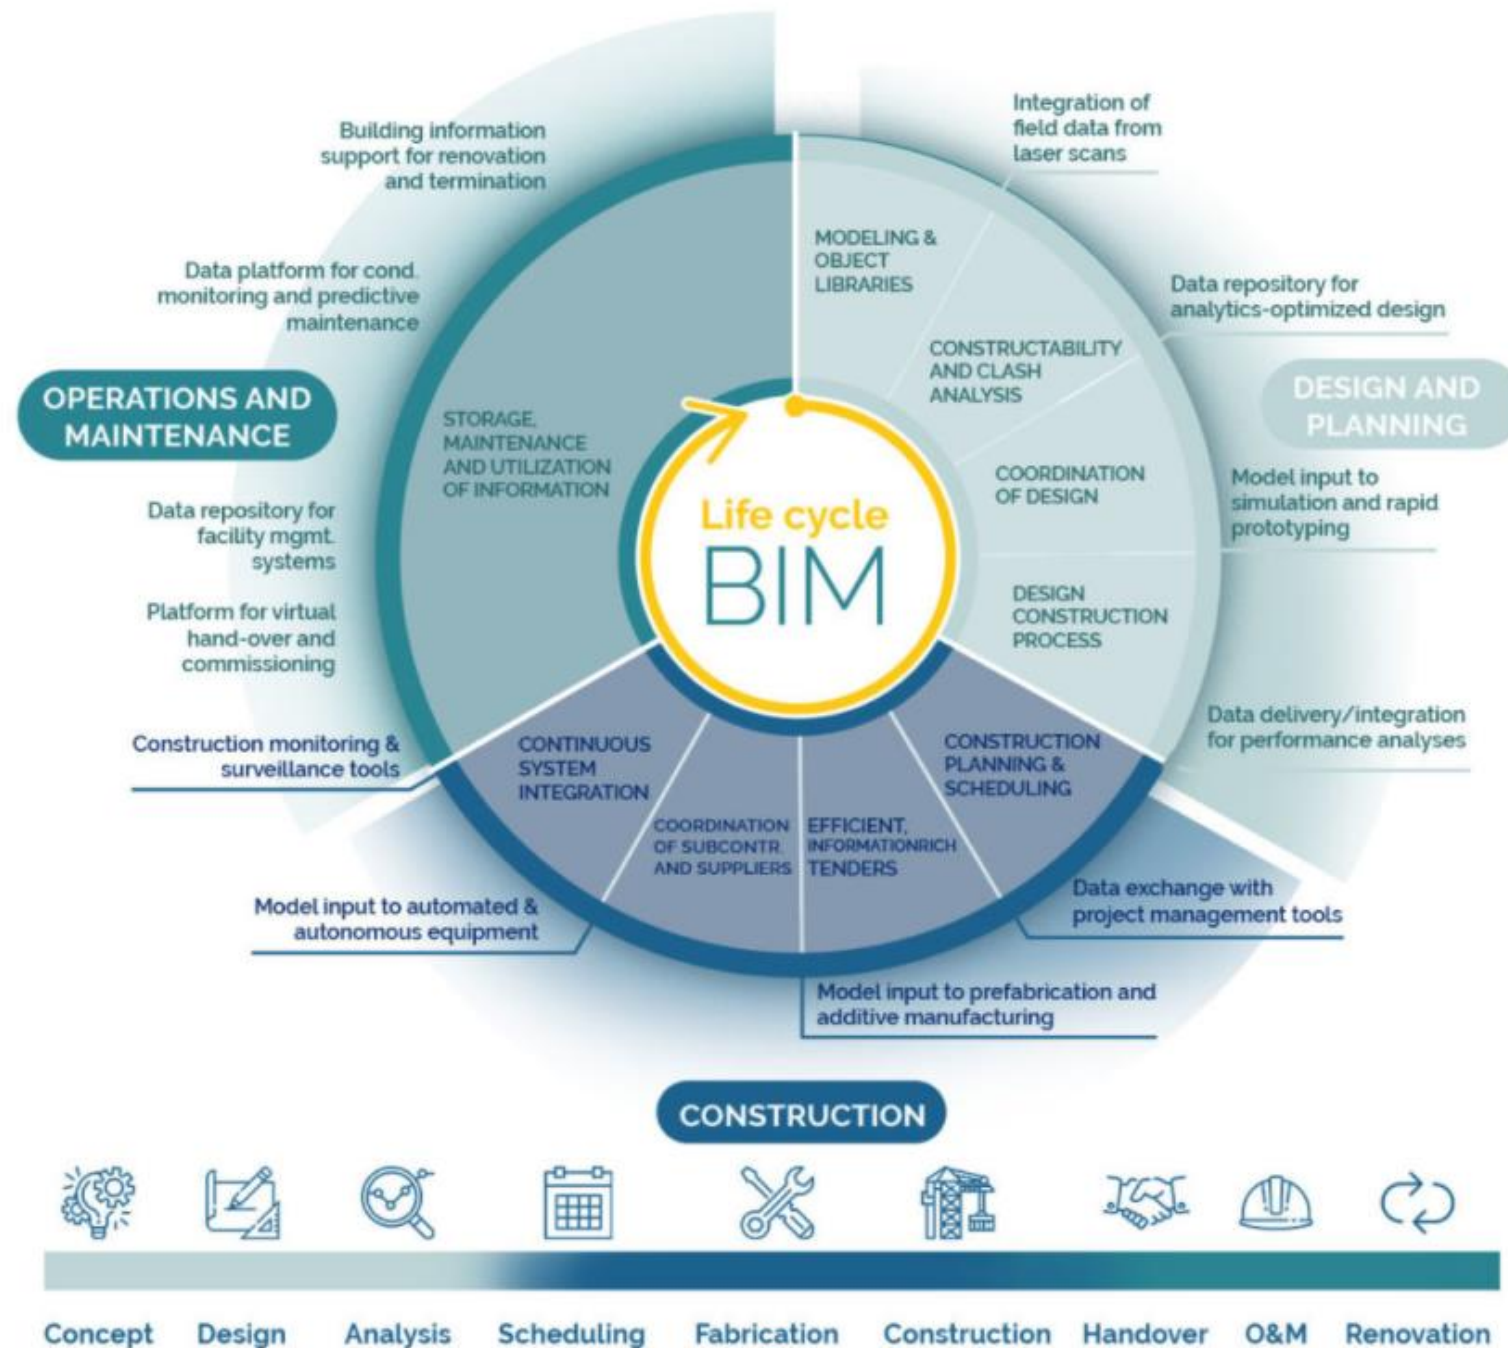 Building information
support for renovation
and termination
Data platform for cond.
monitoring and predictive
maintenance
OPERATIONS AND
MAINTENANCE
Data repository for
facility mgmt.
systems
Platform for virtual
hand-over and
commissioning
STORAGE,
MAINTENANCE
AND UTILIZATION
OF INFORMATION
Life cycle
BIM
MODELING &
OBJECT
LIBRARIES
CONSTRUCTABILITY
AND CLASH
ANALYSIS
COORDINATION
OF DESIGN
DESIGN
CONSTRUCTION
PROCESS
Integration of
field data from
laser scans
Data repository for
analytics-optimized design
DESIGN AND
PLANNING
Model input to
simulation and rapid
prototyping
Data delivery/integration
for performance analyses
Construction monitoring &
surveillance tools
CONTINUOUS
SYSTEM
INTEGRATION
COORDINATION
OF SUBCONTR.
AND SUPPLIERS
EFFICIENT,
INFORMATIONRICH
TENDERS
CONSTRUCTION
PLANNING &
SCHEDULING
Model input to automated &
autonomous equipment
Data exchange with
project management tools
Model input to prefabrication and
additive manufacturing
CONSTRUCTION
Concept
Design
Analysis
Scheduling
Fabrication
Construction
Handover
O&M
Renovation